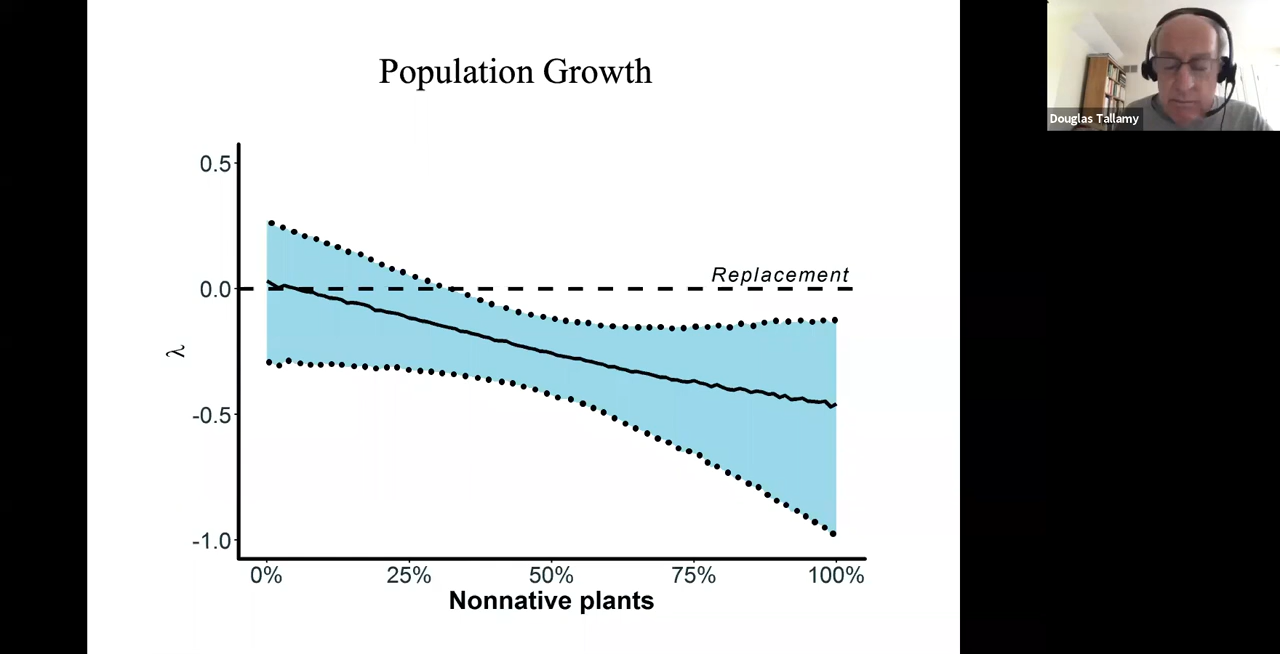 Population Growth
Douglas Tallamy
0.5
Replacement
0.0
λ
-0.5
-1.0
0% 25% 50% 75% 100%
Nonnative plants